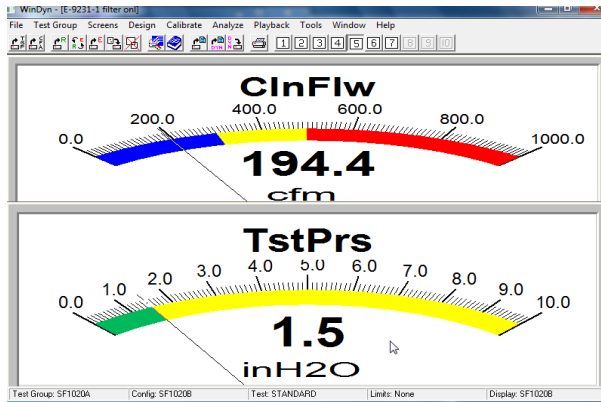 WinDyn - [E-9231-1 filter onl]
File Test Group Screens Design Calibrate Analyze Playback Tools Window Help
1 2 3 4 5 6 7 8 9 10
ClnFlw
0.0 200.0 400.0 600.0 800.0 1000.0
194.4
cfm
TstPrs
0.0 1.0 2.0 3.0 4.0 5.0 6.0 7.0 8.0 9.0 10.0
1.5
inH2O
Test Group: SF1020A Config: SF1020B Test: STANDARD Limits: None Display: SF1020B